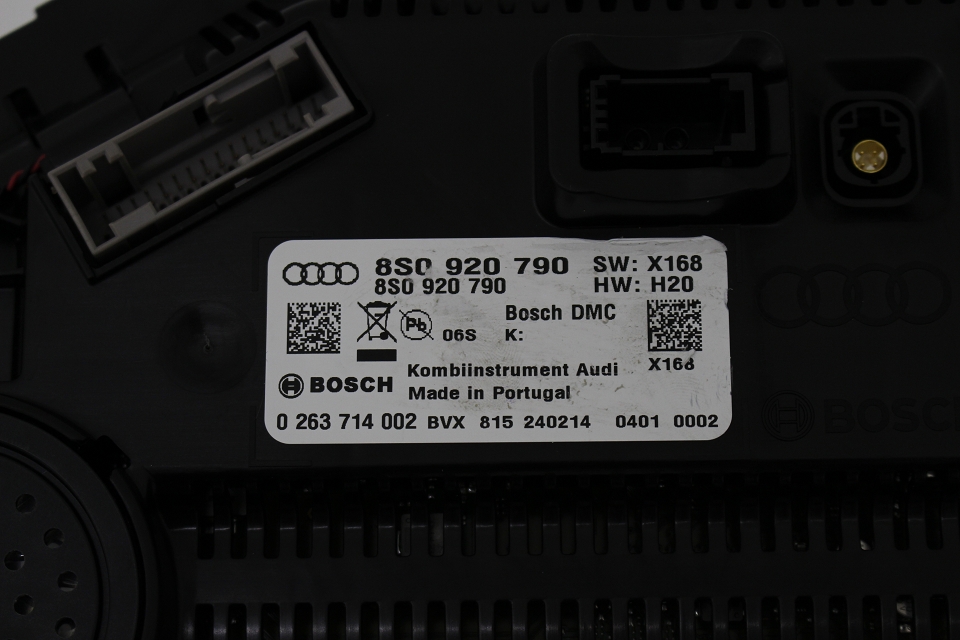 8S0 920 790 SW: X168
8S0 920 790 HW: H20
Pb 06S Bosch DMC
K:
X168
Kombiinstrument Audi
BOSCH Made in Portugal
0 263 714 002 BVX 815 240214 0401 0002
BOSCH